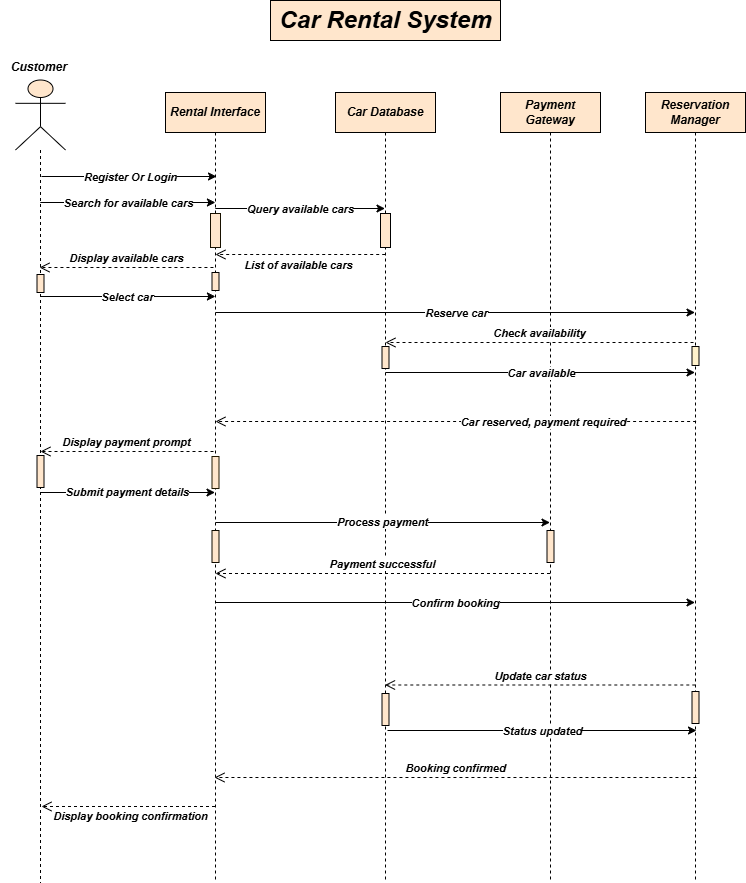 Car Rental System
Customer
Rental Interface
Car Database
Payment
Gateway
Reservation
Manager
Register Or Login
Search for available cars
Query available cars
Display available cars
List of available cars
Select car
Reserve car
Check availability
Car available
Car reserved, payment required
Display payment prompt
Submit payment details
Process payment
Payment successful
Confirm booking
Update car status
Status updated
Booking confirmed
Display booking confirmation